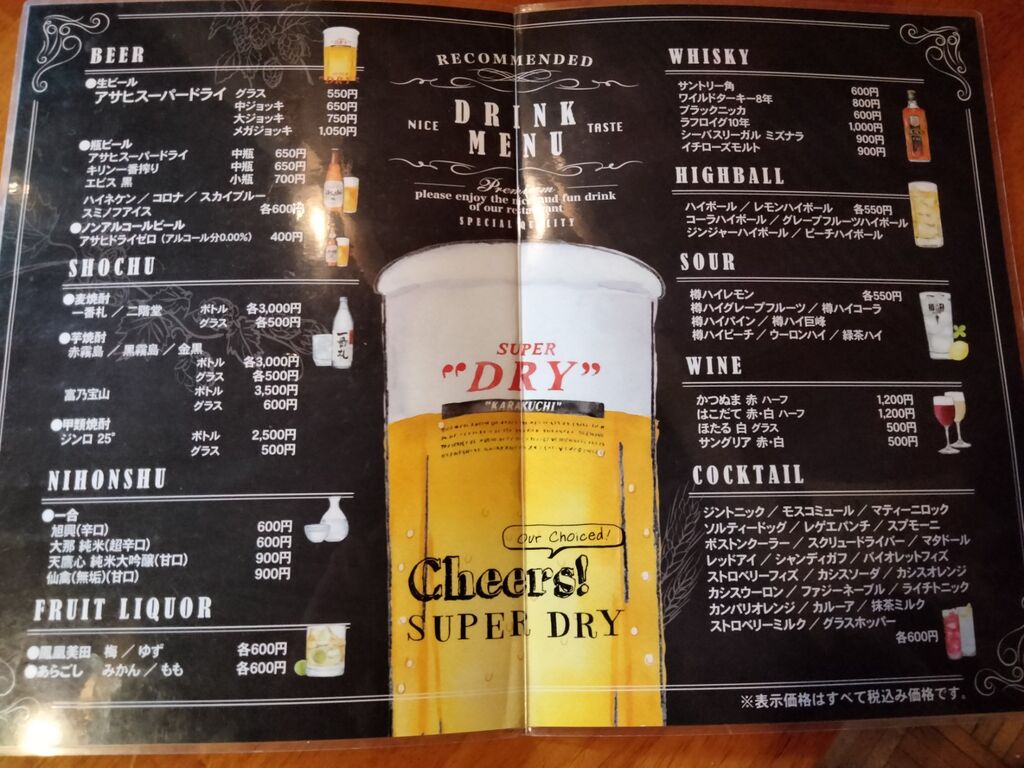 BEER
●生ビール
アサヒスーパードライ グラス 550円
中ジョッキ 650円
大ジョッキ 750円
メガジョッキ 1,050円
●瓶ビール
アサヒスーパードライ 中瓶 650円
キリン一番搾り 中瓶 650円
エビス 黒 小瓶 700円
ハイネケン／コロナ／スカイブルー
スミノフアイス 各600円
●ノンアルコールビール
アサヒドライゼロ（アルコール分0.00%） 400円
SHOCHU
●麦焼酎
一番札／二階堂 ボトル 各3,000円
グラス 各500円
●芋焼酎
赤霧島／黒霧島／金黒
ボトル 各3,000円
グラス 各500円
富乃宝山 ボトル 3,500円
グラス 600円
●甲類焼酎
ジンロ 25° ボトル 2,500円
グラス 500円
一番札
NIHONSHU
●一合
旭興(辛口) 600円
大那 純米(超辛口) 600円
天鷹心 純米大吟醸(甘口) 900円
仙禽(無垢)(甘口) 900円
FRUIT LIQUOR
●鳳凰美田 梅／ゆず 各600円
●あらごし みかん／もも 各600円
RECOMMENDED
NICE DRINK MENU TASTE
Premium
please enjoy the nice and fun drink
of our restaurant
SPECIAL QUALITY
SUPER
“DRY”
"KARAKUCHI"
Our Choiced!
Cheers!
SUPER DRY
WHISKY
サントリー角 600円
ワイルドターキー8年 800円
ブラックニッカ 600円
ラフロイグ10年 1,000円
シーバスリーガル ミズナラ 900円
イチローズモルト 900円
HIGHBALL
ハイボール／レモンハイボール 各550円
コーラハイボール／グレープフルーツハイボール
ジンジャーハイボール／ピーチハイボール
SOUR
樽ハイレモン 各550円
樽ハイグレープフルーツ／樽ハイコーラ
樽ハイパイン／樽ハイ巨峰
樽ハイピーチ／ウーロンハイ／緑茶ハイ
WINE
かつぬま 赤 ハーフ 1,200円
はこだて 赤・白 ハーフ 1,200円
ほたる 白 グラス 500円
サングリア 赤・白 500円
COCKTAIL
ジントニック／モスコミュール／マティーニロック
ソルティードッグ／レゲエパンチ／スプモーニ
ボストンクーラー／スクリュードライバー／マタドール
レッドアイ／シャンディガフ／バイオレットフィズ
ストロベリーフィズ／カシスソーダ／カシスオレンジ
カシスウーロン／ファジーネーブル／ライチトニック
カンパリオレンジ／カルーア／抹茶ミルク
ストロベリーミルク／グラスホッパー
各600円
※表示価格はすべて税込み価格です。